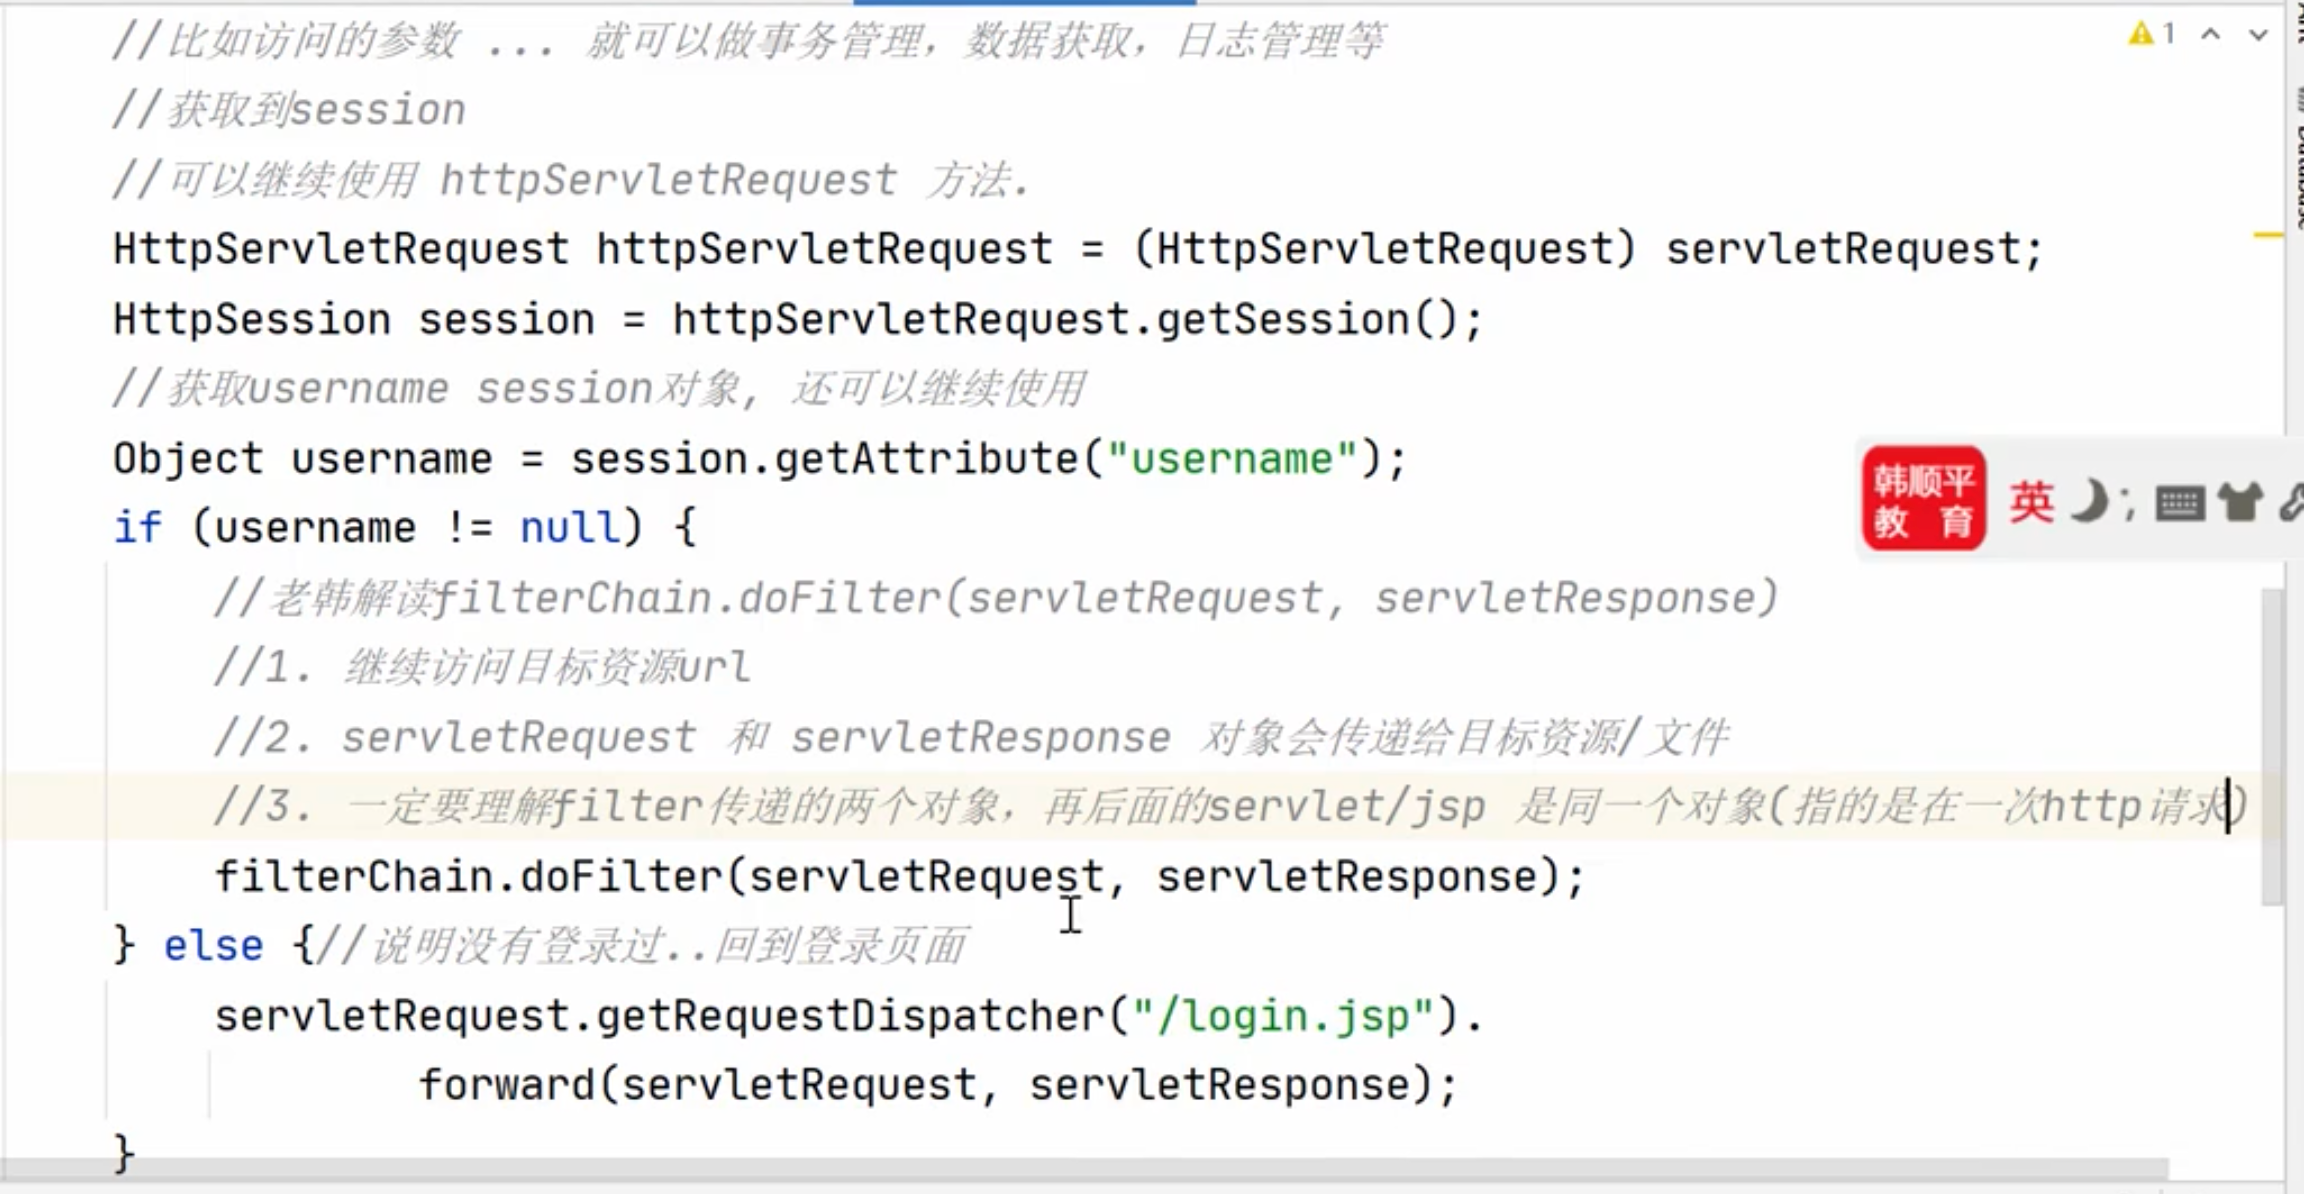 //比如访问的参数 ... 就可以做事务管理，数据获取，日志管理等
1
//获取到session
//可以继续使用 httpServletRequest 方法.
HttpServletRequest httpServletRequest = (HttpServletRequest) servletRequest;
HttpSession session = httpServletRequest.getSession();
//获取username session对象, 还可以继续使用
Object username = session.getAttribute("username");
韩顺平
教 育
英
if (username != null) {
//老韩解读filterChain.doFilter(servletRequest, servletResponse)
//1. 继续访问目标资源url
//2. servletRequest 和 servletResponse 对象会传递给目标资源/文件
//3. 一定要理解filter传递的两个对象，再后面的servlet/jsp 是同一个对象(指的是在一次http请求)
filterChain.doFilter(servletRequest, servletResponse);
} else {//说明没有登录过..回到登录页面
servletRequest.getRequestDispatcher("/login.jsp").
forward(servletRequest, servletResponse);
}